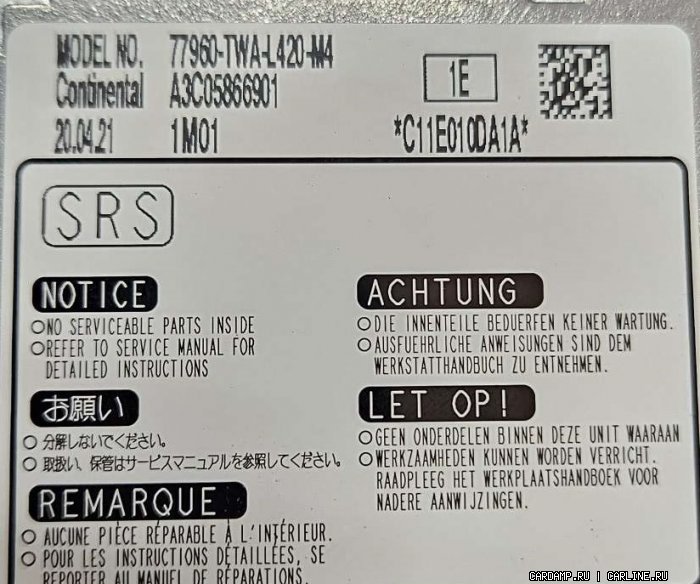 MODEL NO. 77960-TWA-L420-M4
Continental A3C05866901
20.04.21 1M01
1E
*C11E010DA1A*
SRS
NOTICE
NO SERVICEABLE PARTS INSIDE
REFER TO SERVICE MANUAL FOR
DETAILED INSTRUCTIONS
お願い
分解しないでください。
取扱い、保管はサービスマニュアルを参照してください。
REMARQUE
AUCUNE PIÈCE RÉPARABLE À L'INTÉRIEUR.
POUR LES INSTRUCTIONS DÉTAILLÉES, SE
REPORTER AU MANUEL DE RÉPARATIONS.
ACHTUNG
DIE INNENTEILE BEDUERFEN KEINER WARTUNG.
AUSFUEHRLICHE ANWEISUNGEN SIND DEM
WERKSTATTHANDBUCH ZU ENTNEHMEN.
LET OP!
GEEN ONDERDELEN BINNEN DEZE UNIT WAARAAN
WERKZAAMHEDEN KUNNEN WORDEN VERRICHT.
RAADPLEEG HET WERKPLAATSHANDBOEK VOOR
NADERE AANWIJZINGEN.
CARDAMP.RU | CARLINE.RU